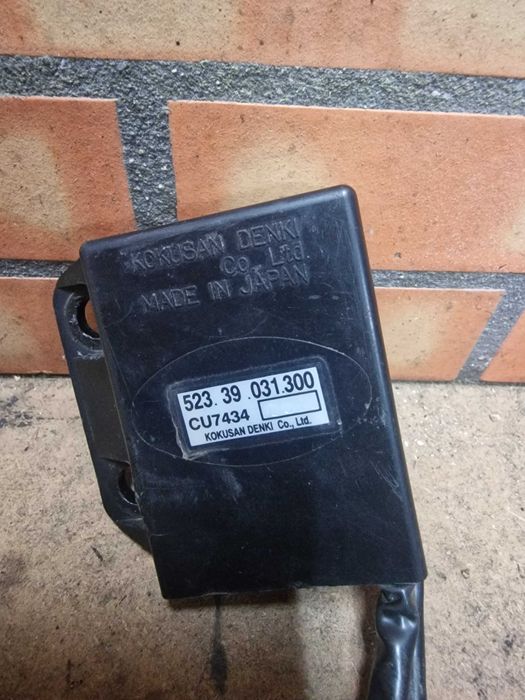 KOKUSAN DENKI
Co. Ltd.
MADE IN JAPAN
523. 39 .031.300
CU7434
KOKUSAN DENKI Co., Ltd.